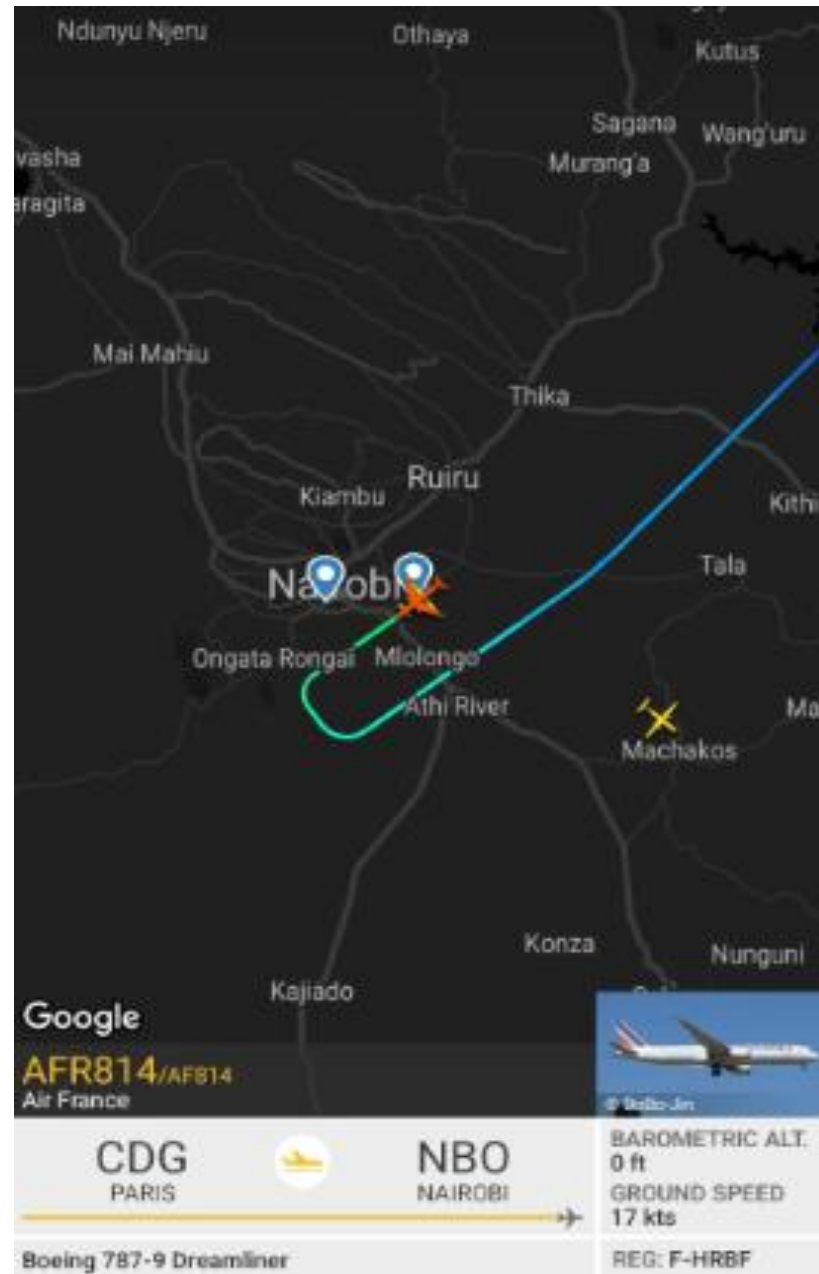 Ndunyu Njeru
Othaya
Kutus
Sagana
Wang'uru
vasha
Murang'a
aragita
Mai Mahiu
Thika
Ruiru
Kiambu
Kithi
Nairobi
Tala
Ongata Rongai
Mlolongo
Athi River
Ma
Machakos
Konza
Nunguni
Kajiado
Google
AFR814/AF814
Air France
CDG
PARIS
NBO
NAIROBI
BAROMETRIC ALT.
0 ft
GROUND SPEED
17 kts
Boeing 787-9 Dreamliner
REG: F-HRBF